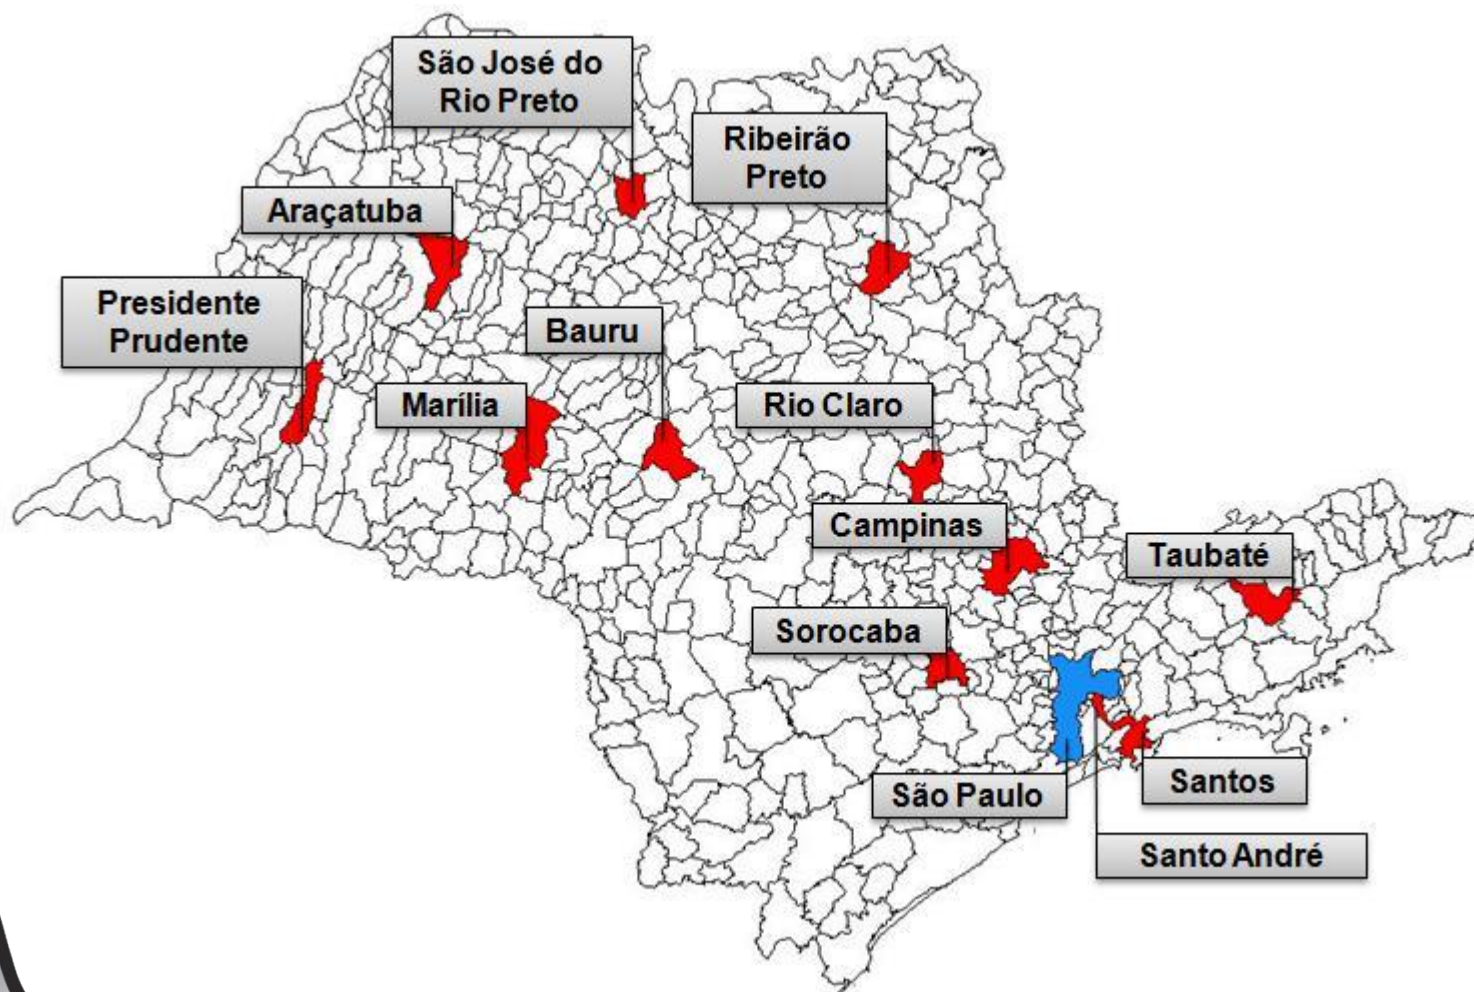 São José do
Rio Preto
Ribeirão
Preto
Araçatuba
Presidente
Prudente
Bauru
Marília
Rio Claro
Campinas
Taubaté
Sorocaba
São Paulo
Santos
Santo André